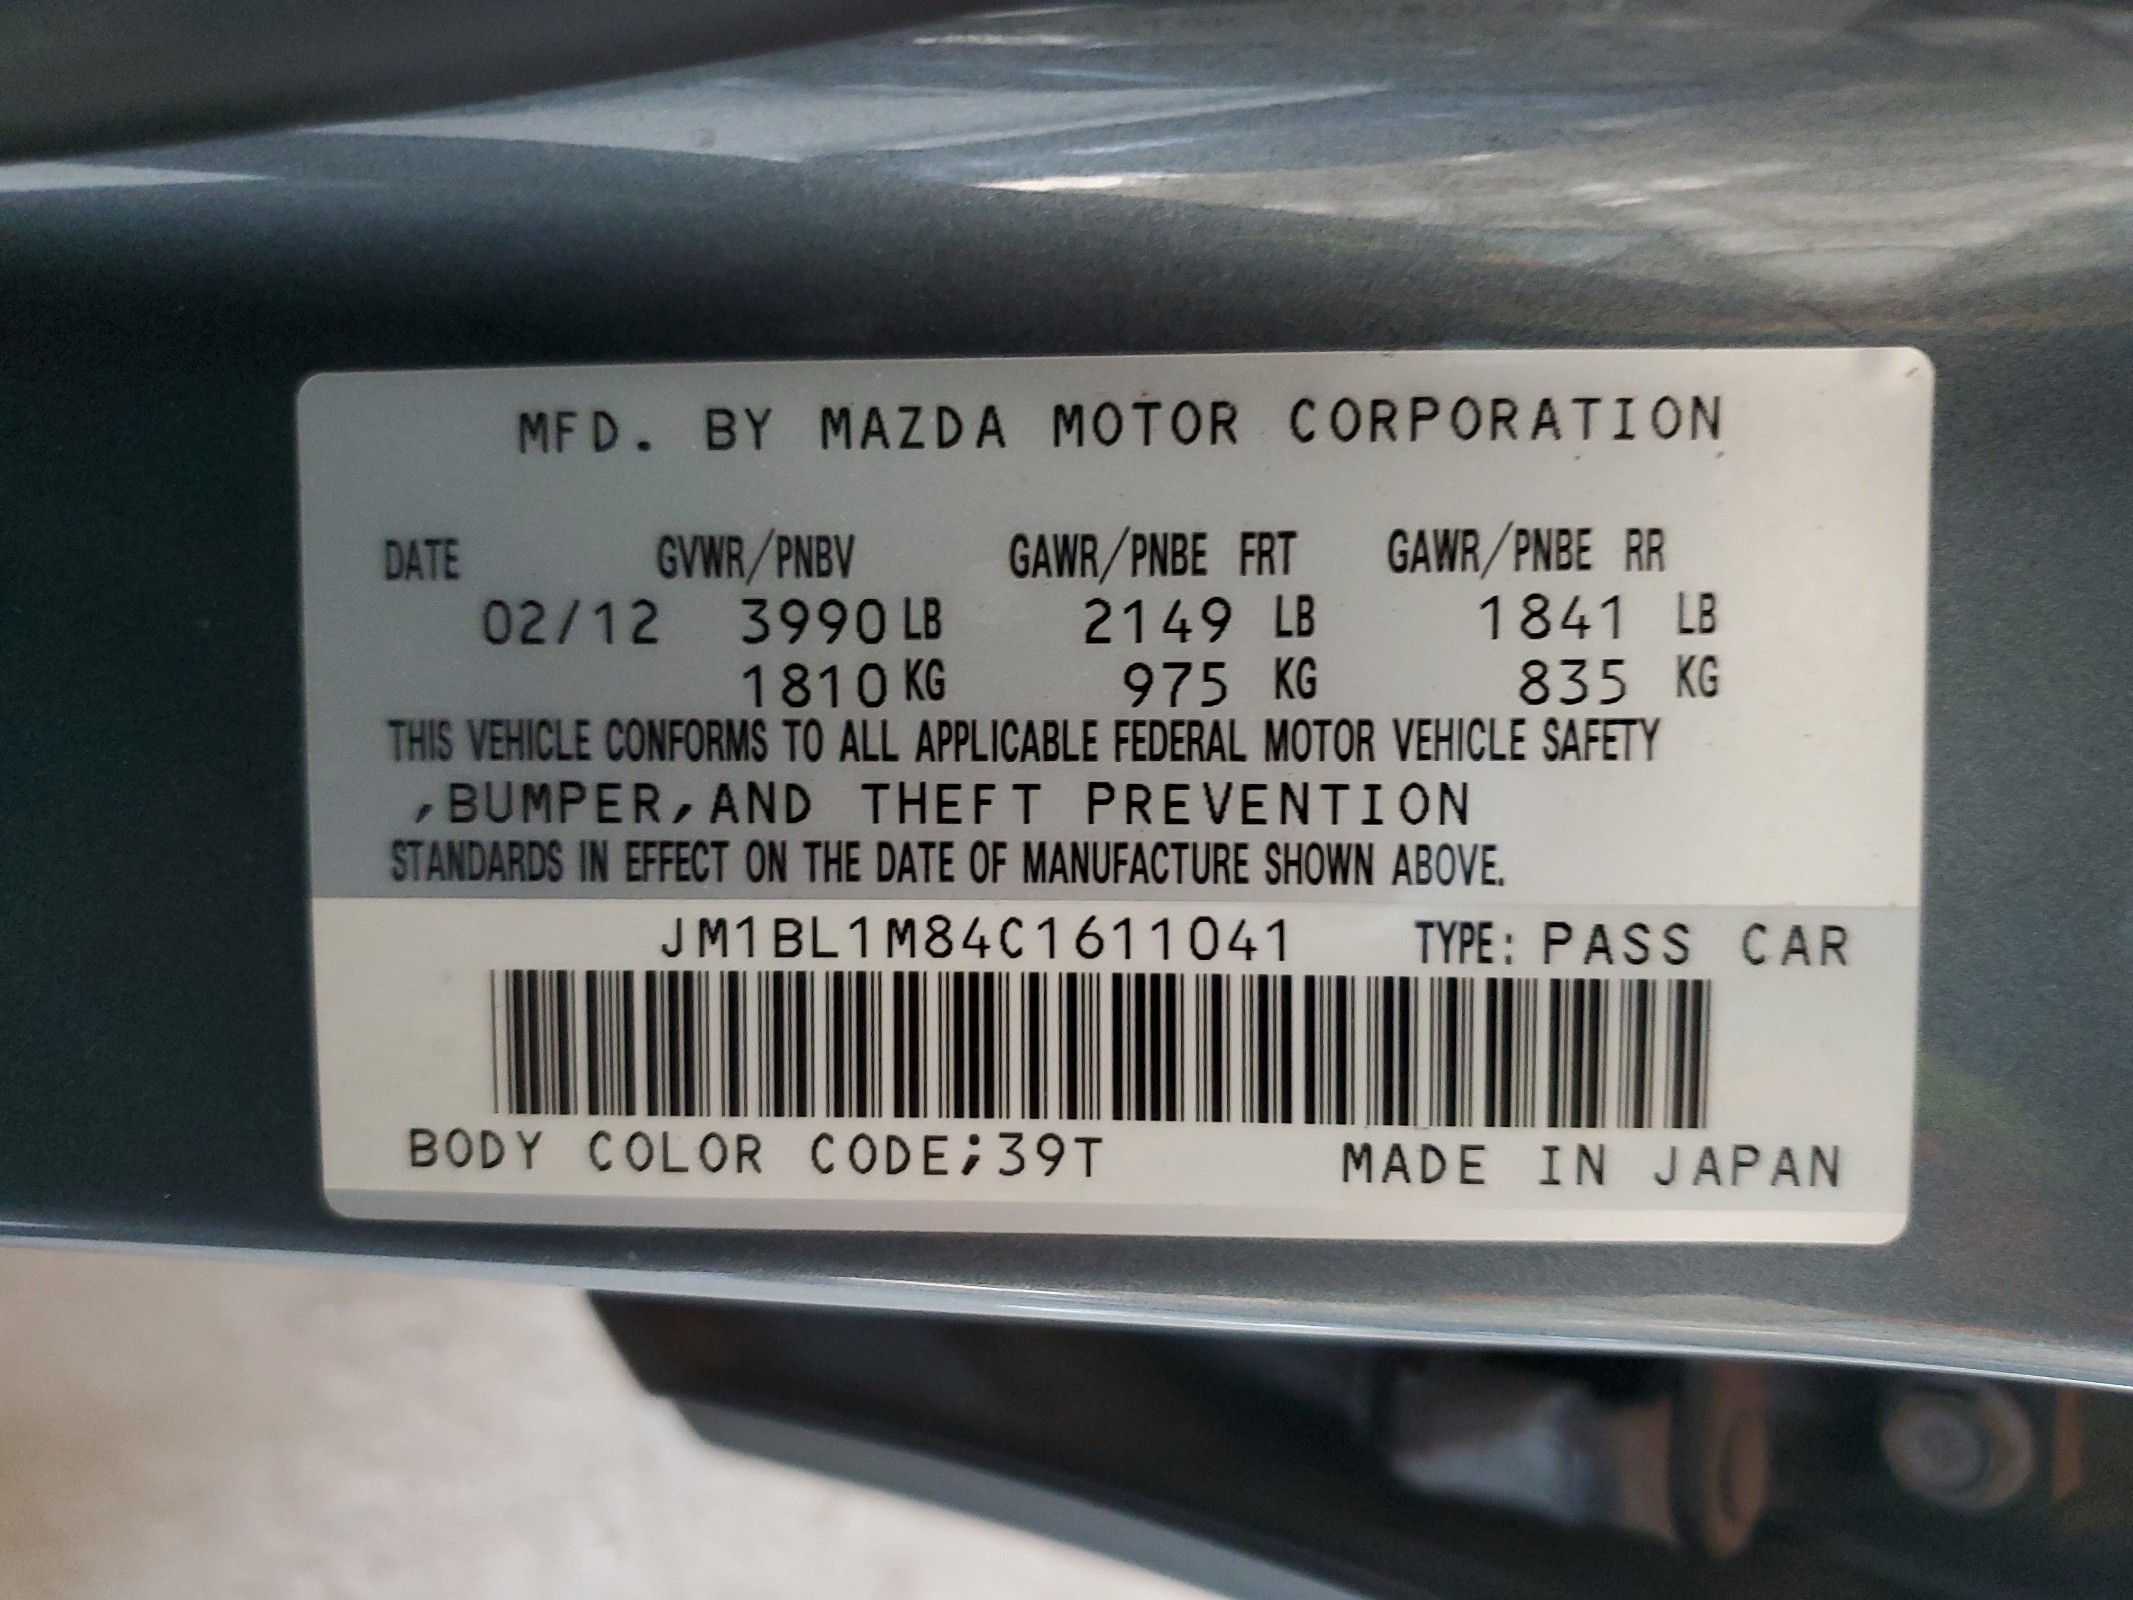 MFD. BY MAZDA MOTOR CORPORATION
DATE GVWR/PNBV GAWR/PNBE FRT GAWR/PNBE RR
02/12 3990 LB 2149 LB 1841 LB
1810 KG 975 KG 835 KG
THIS VEHICLE CONFORMS TO ALL APPLICABLE FEDERAL MOTOR VEHICLE SAFETY
,BUMPER,AND THEFT PREVENTION
STANDARDS IN EFFECT ON THE DATE OF MANUFACTURE SHOWN ABOVE.
JM1BL1M84C1611041 TYPE: PASS CAR
BODY COLOR CODE;39T MADE IN JAPAN